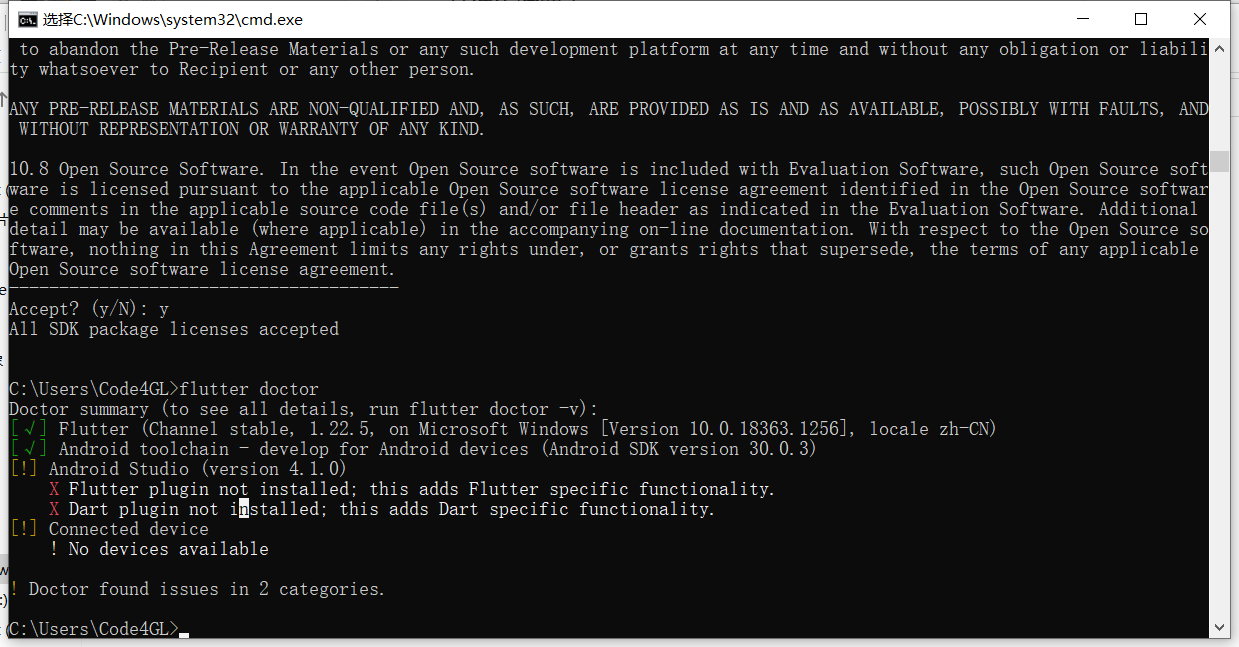 选择C:\Windows\system32\cmd.exe
to abandon the Pre-Release Materials or any such development platform at any time and without any obligation or liabili
ty whatsoever to Recipient or any other person.
ANY PRE-RELEASE MATERIALS ARE NON-QUALIFIED AND, AS SUCH, ARE PROVIDED AS IS AND AS AVAILABLE, POSSIBLY WITH FAULTS, AND
WITHOUT REPRESENTATION OR WARRANTY OF ANY KIND.
10.8 Open Source Software. In the event Open Source software is included with Evaluation Software, such Open Source soft
ware is licensed pursuant to the applicable Open Source software license agreement identified in the Open Source softwar
e comments in the applicable source code file(s) and/or file header as indicated in the Evaluation Software. Additional
detail may be available (where applicable) in the accompanying on-line documentation. With respect to the Open Source so
ftware, nothing in this Agreement limits any rights under, or grants rights that supersede, the terms of any applicable
Open Source software license agreement.
---------------------------------------
Accept? (y/N): y
All SDK package licenses accepted
C:\Users\Code4GL>flutter doctor
Doctor summary (to see all details, run flutter doctor -v):
[√] Flutter (Channel stable, 1.22.5, on Microsoft Windows [Version 10.0.18363.1256], locale zh-CN)
[√] Android toolchain - develop for Android devices (Android SDK version 30.0.3)
[!] Android Studio (version 4.1.0)
X Flutter plugin not installed; this adds Flutter specific functionality.
X Dart plugin not installed; this adds Dart specific functionality.
[!] Connected device
! No devices available
! Doctor found issues in 2 categories.
C:\Users\Code4GL>